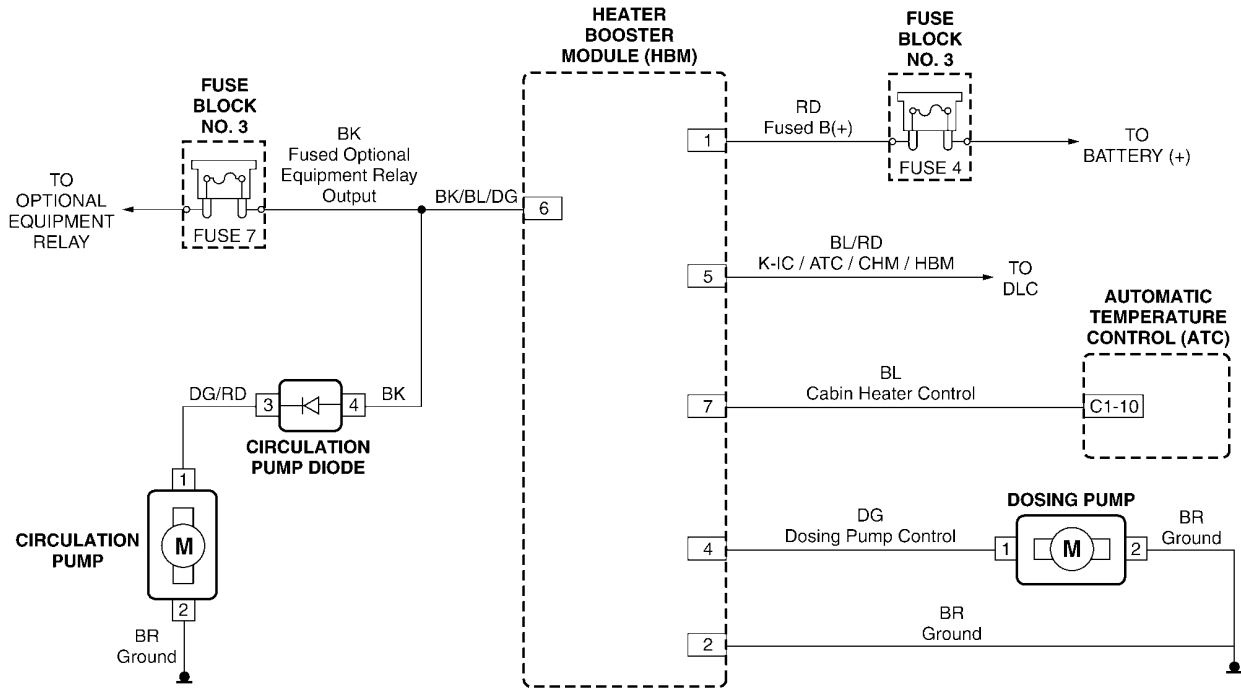 HEATER
BOOSTER
MODULE (HBM)
FUSE
BLOCK
NO. 3
FUSE
BLOCK
NO. 3
RD
Fused B(+)
1
FUSE 4
TO
BATTERY (+)
BK
Fused Optional
Equipment Relay
Output
TO
OPTIONAL
EQUIPMENT
RELAY
FUSE 7
BK/BL/DG
6
BL/RD
K-IC / ATC / CHM / HBM
5
TO
DLC
AUTOMATIC
TEMPERATURE
CONTROL (ATC)
BL
Cabin Heater Control
7
C1-10
DG/RD
3
4
BK
CIRCULATION
PUMP DIODE
1
CIRCULATION
PUMP
M
2
BR
Ground
DOSING PUMP
DG
Dosing Pump Control
4
1
M
2
BR
Ground
BR
Ground
2